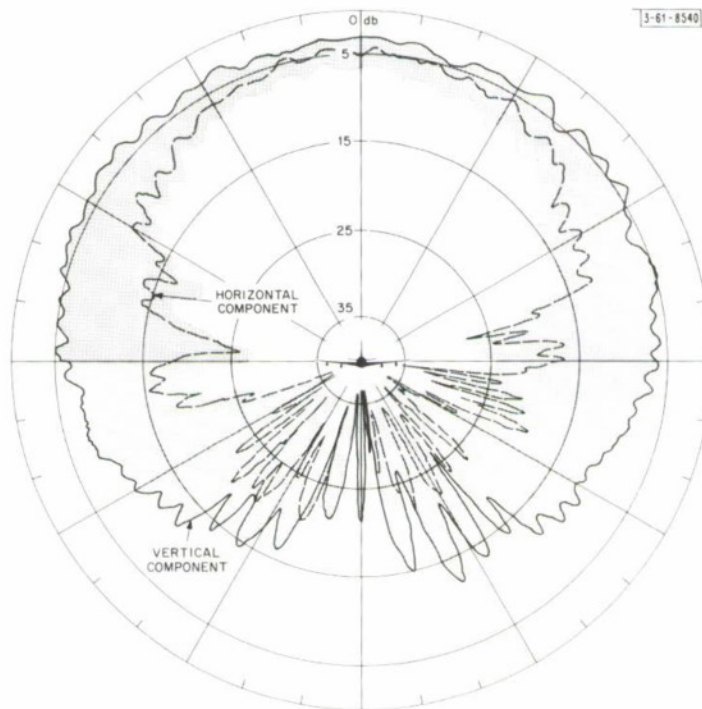 0 db
3-61-8540
5
15
25
35
HORIZONTAL
COMPONENT
VERTICAL
COMPONENT